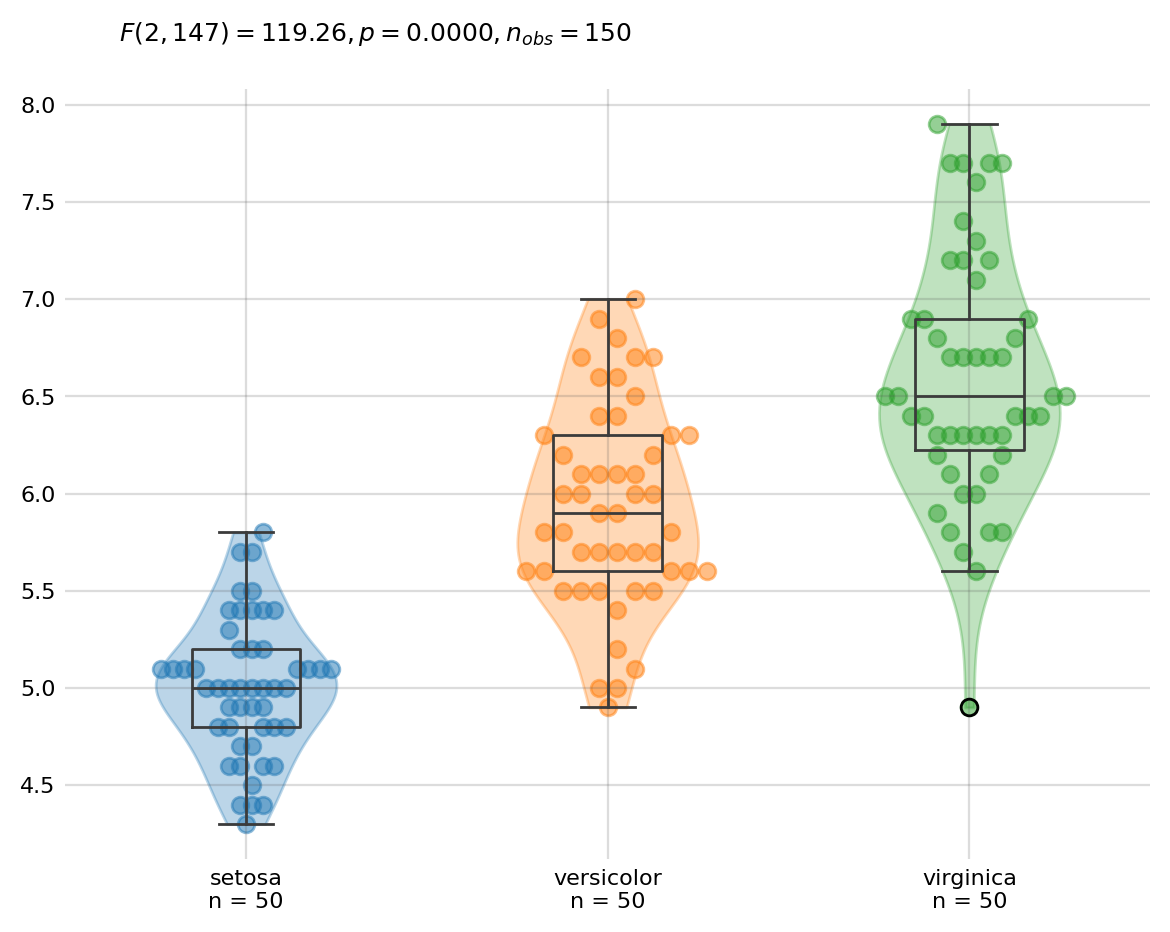 F(2, 147) = 119.26, p = 0.0000, n_obs = 150
8.0
7.5
7.0
6.5
6.0
5.5
5.0
4.5
setosa
n = 50
versicolor
n = 50
virginica
n = 50